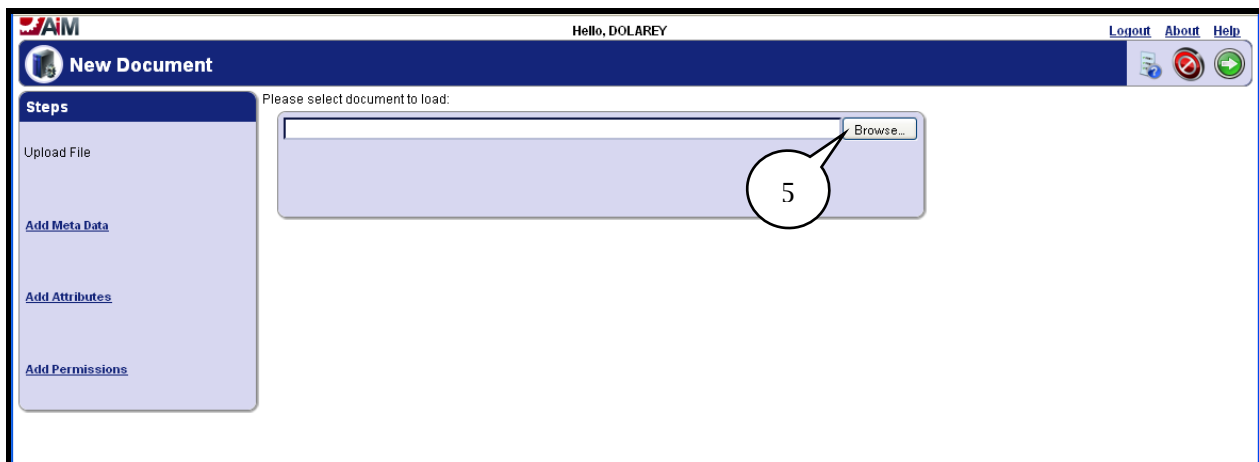 AiM
Hello, DOLAREY
Logout About Help
New Document
Steps
Please select document to load:
Browse...
Upload File
5
Add Meta Data
Add Attributes
Add Permissions